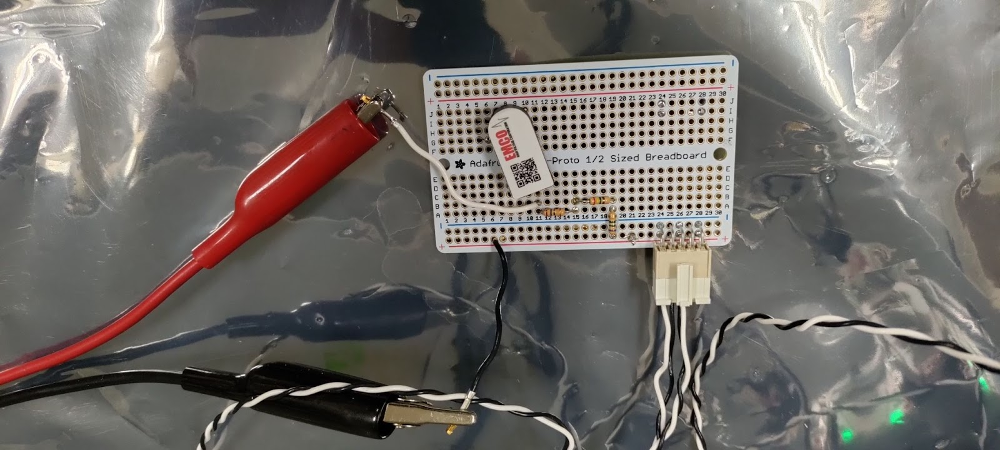 1 2 3 4 5 6 7 8 9 10 11 12 13 14 15 16 17 18 19 20 21 22 23 24 25 26 27 28 29 30
J J
I I
H H
G G
F
EMCO
-Proto 1/2 Sized Breadboard
E E
D D
C C
B B
A A
1 2 3 4 5 6 7 8 9 10 11 12 13 14 15 16 17 18 19 20 21 22 23 24 25 26 27 28 29 30